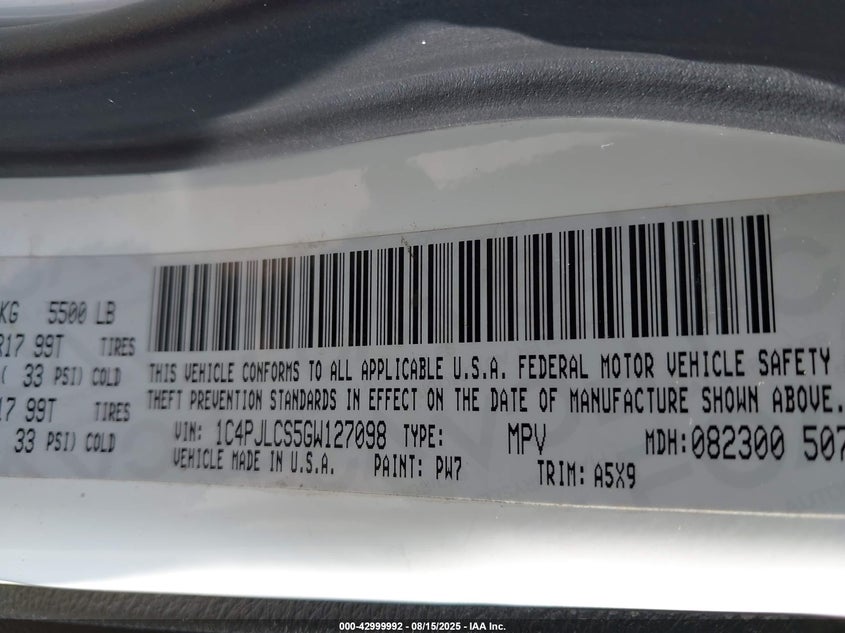 KG 5500 LB
R17 99T TIRES
( 33 PSI) COLD
17 99T TIRES
33 PSI) COLD
THIS VEHICLE CONFORMS TO ALL APPLICABLE U.S.A. FEDERAL MOTOR VEHICLE SAFETY
THEFT PREVENTION STANDARDS IN EFFECT ON THE DATE OF MANUFACTURE SHOWN ABOVE.
VIN: 1C4PJLCS5GW127098 TYPE: MPV MDH:082300 507
VEHICLE MADE IN U.S.A. PAINT: PW7 TRIM: A5X9
000-42999992 - 08/15/2025 - IAA Inc.